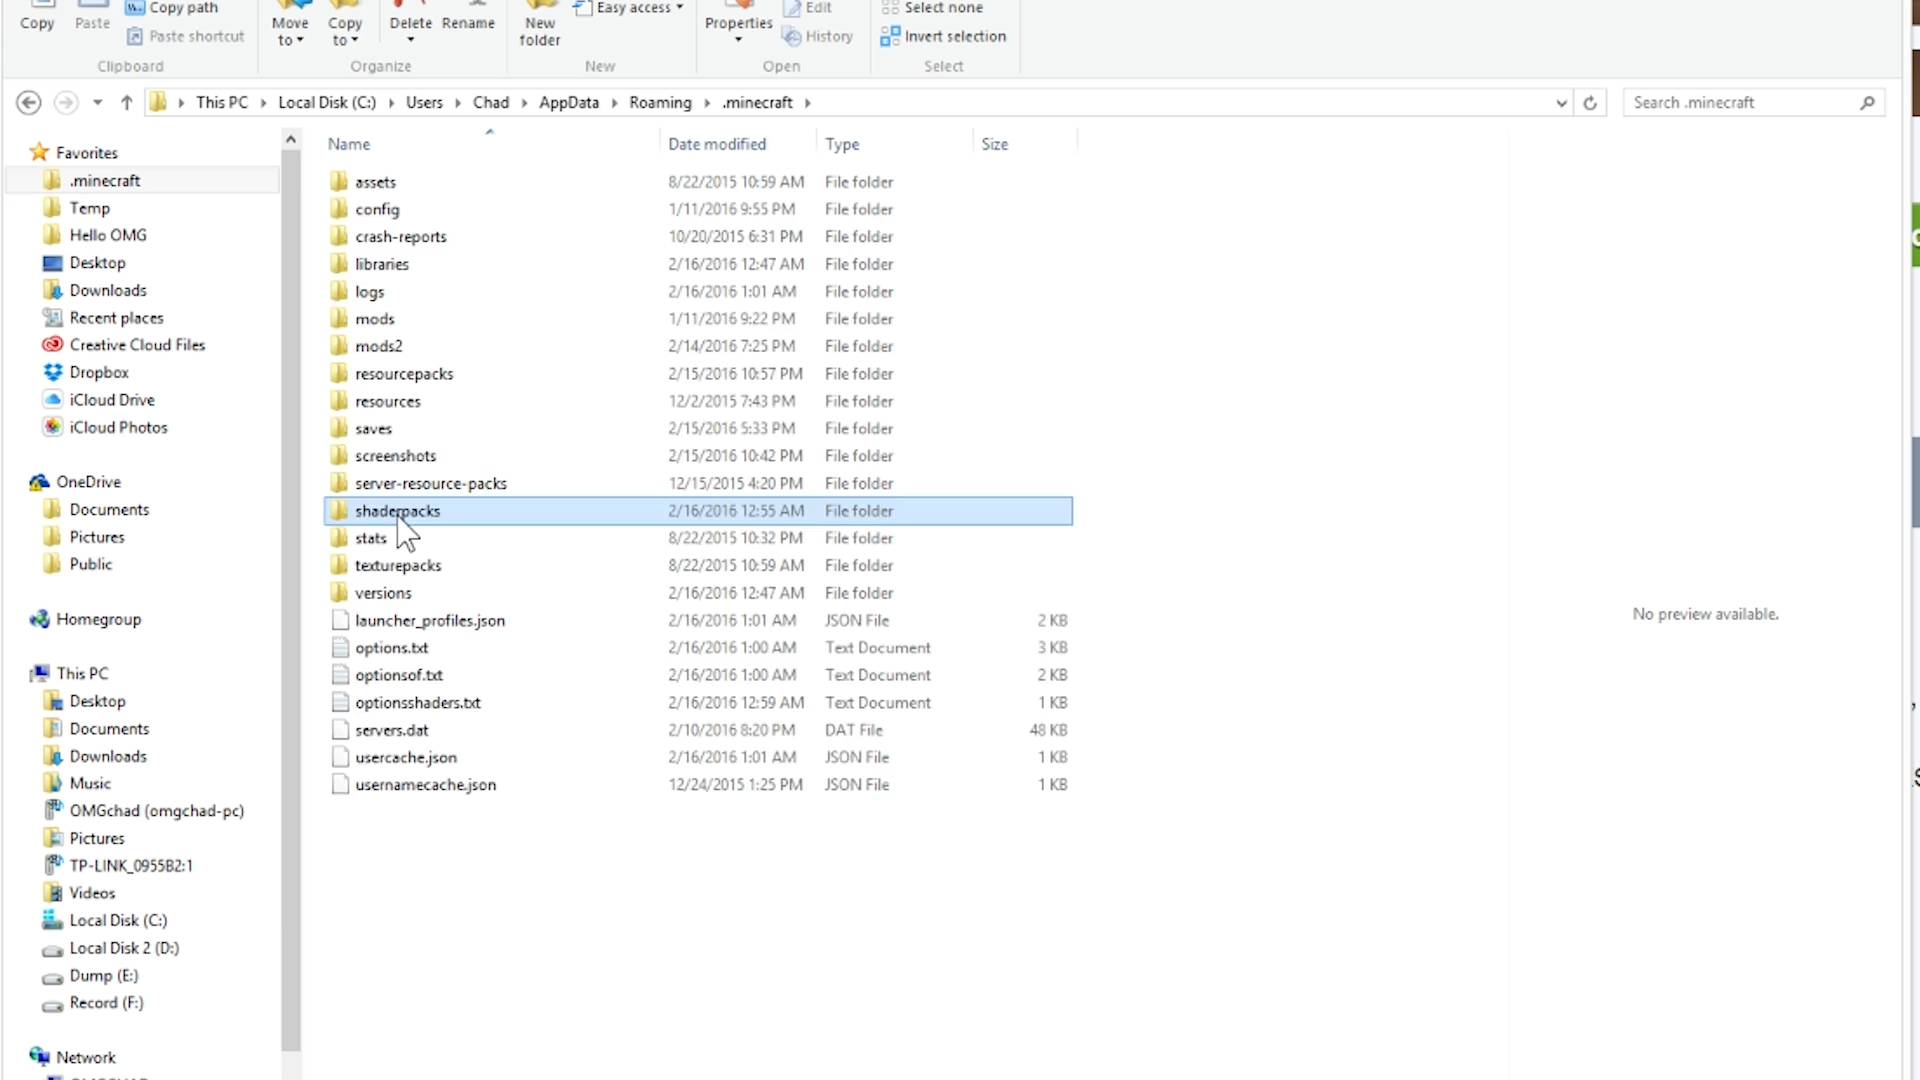 Copy
Paste
Copy path
Paste shortcut
Clipboard
Move to
Copy to
Delete
Rename
Organize
New folder
Easy access
New
Properties
Edit
History
Open
Select none
Invert selection
Select
This PC
Local Disk (C:)
Users
Chad
AppData
Roaming
.minecraft
Search .minecraft
Favorites
.minecraft
Temp
Hello OMG
Desktop
Downloads
Recent places
Creative Cloud Files
Dropbox
iCloud Drive
iCloud Photos
OneDrive
Documents
Pictures
Public
Homegroup
This PC
Desktop
Documents
Downloads
Music
OMGchad (omgchad-pc)
Pictures
TP-LINK_0955B2:1
Videos
Local Disk (C:)
Local Disk 2 (D:)
Dump (E:)
Record (F:)
Network
Name Date modified Type Size
assets 8/22/2015 10:59 AM File folder
config 1/11/2016 9:55 PM File folder
crash-reports 10/20/2015 6:31 PM File folder
libraries 2/16/2016 12:47 AM File folder
logs 2/16/2016 1:01 AM File folder
mods 1/11/2016 9:22 PM File folder
mods2 2/14/2016 7:25 PM File folder
resourcepacks 2/15/2016 10:57 PM File folder
resources 12/2/2015 7:43 PM File folder
saves 2/15/2016 5:33 PM File folder
screenshots 2/15/2016 10:42 PM File folder
server-resource-packs 12/15/2015 4:20 PM File folder
shaderpacks 2/16/2016 12:55 AM File folder
stats 8/22/2015 10:32 PM File folder
texturepacks 8/22/2015 10:59 AM File folder
versions 2/16/2016 12:47 AM File folder
launcher_profiles.json 2/16/2016 1:01 AM JSON File 2 KB
options.txt 2/16/2016 1:00 AM Text Document 3 KB
optionsof.txt 2/16/2016 1:00 AM Text Document 2 KB
optionsshaders.txt 2/16/2016 12:59 AM Text Document 1 KB
servers.dat 2/10/2016 8:20 PM DAT File 48 KB
usercache.json 2/16/2016 1:01 AM JSON File 1 KB
usernamecache.json 12/24/2015 1:25 PM JSON File 1 KB
No preview available.